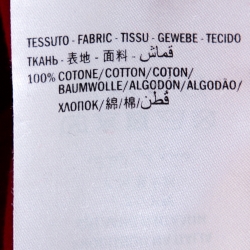 TESSUTO - FABRIC - TISSU - GEWEBE - TECIDO
ТКАНЬ - 表地 - 面料 - قماش
100% COTONE/COTTON/COTON/
BAUMWOLLE/ALGODÓN/ALGODÃO/
ХЛОПОК/綿/棉/قطن